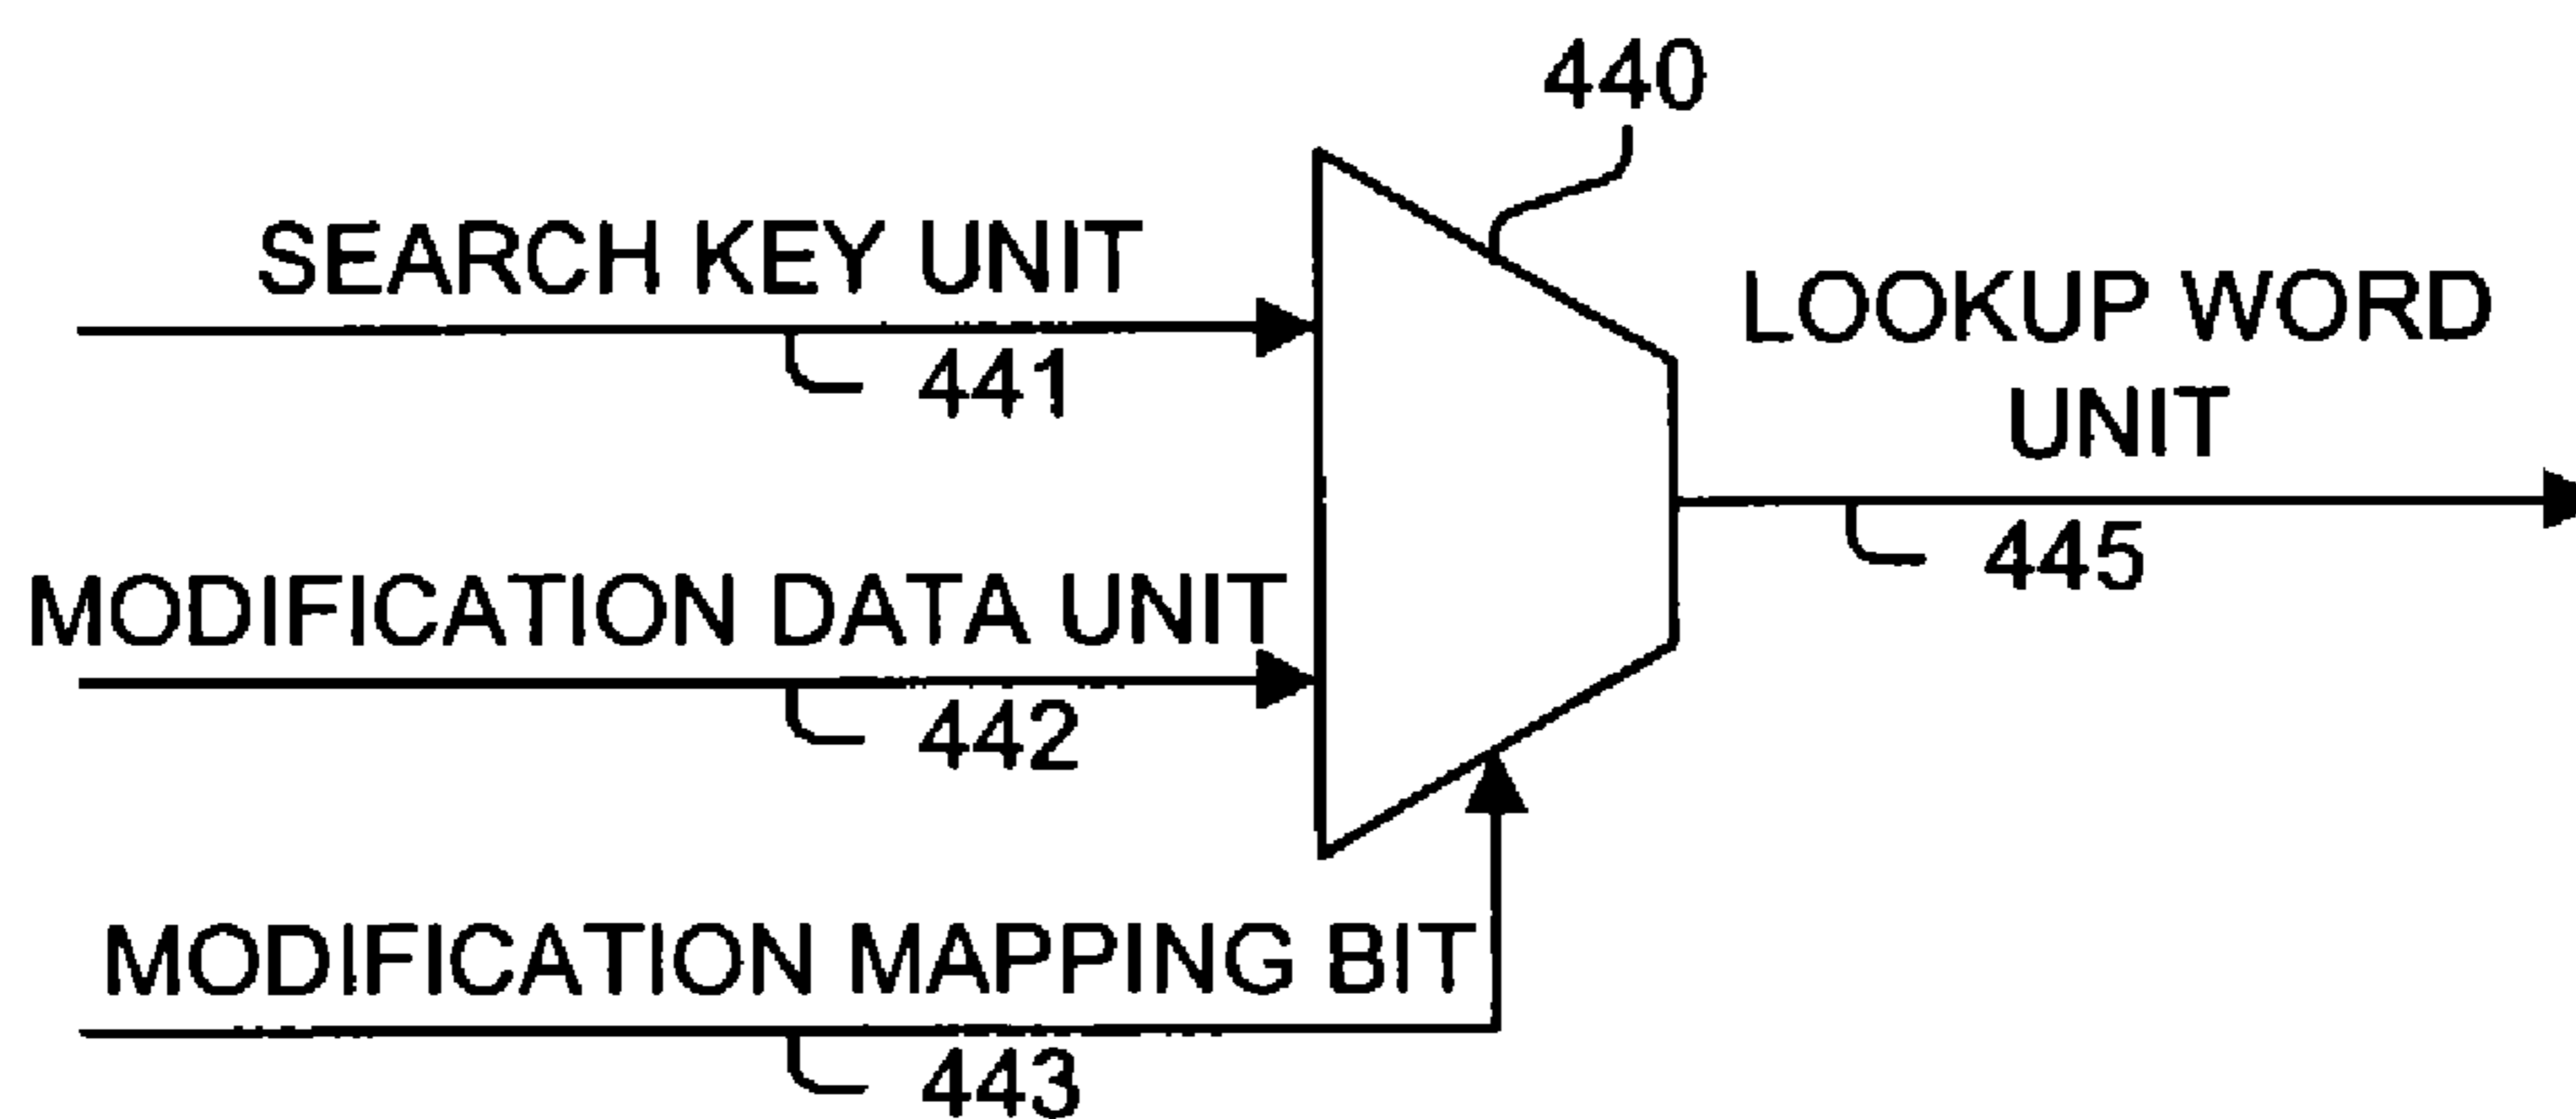 440
SEARCH KEY UNIT
441
LOOKUP WORD
UNIT
445
MODIFICATION DATA UNIT
442
MODIFICATION MAPPING BIT
443